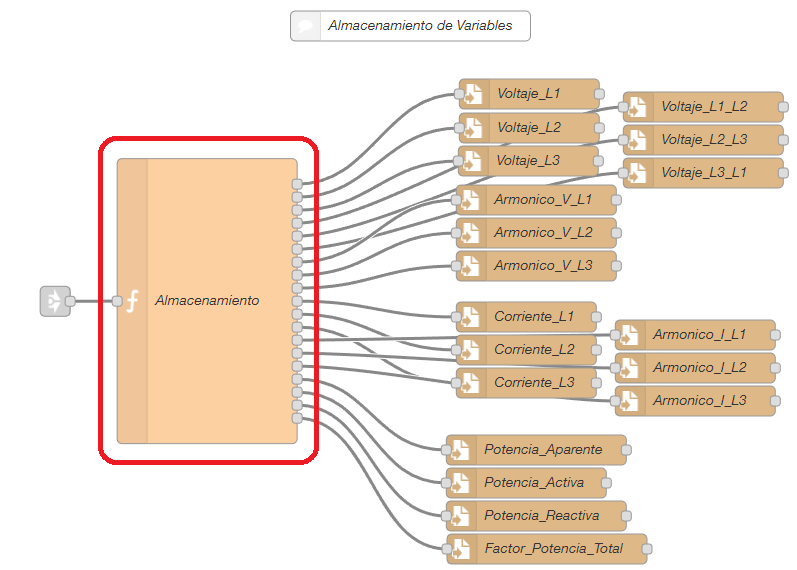 Almacenamiento de Variables
Voltaje_L1
Voltaje_L1_L2
Voltaje_L2
Voltaje_L2_L3
Voltaje_L3
Voltaje_L3_L1
Armonico_V_L1
Armonico_V_L2
Armonico_V_L3
Almacenamiento
Corriente_L1
Armonico_I_L1
Corriente_L2
Armonico_I_L2
Corriente_L3
Armonico_I_L3
Potencia_Aparente
Potencia_Activa
Potencia_Reactiva
Factor_Potencia_Total